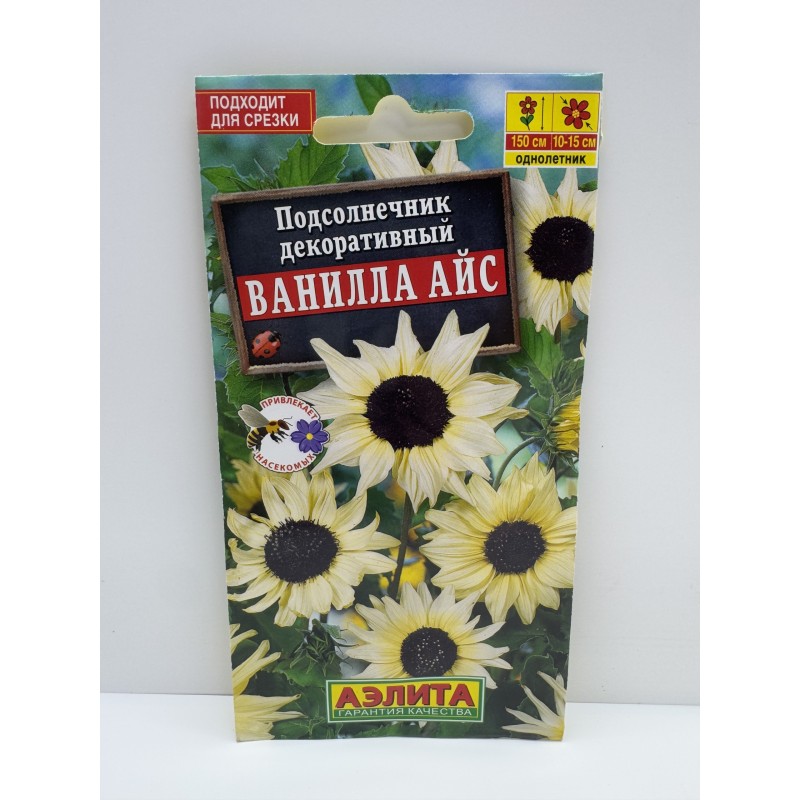 ПОДХОДИТ
ДЛЯ СРЕЗКИ
150 см
10-15 см
однолетник
Подсолнечник
декоративный
ВАНИЛЛА АЙС
ПРИВЛЕКАЕТ
НАСЕКОМЫХ
АЭЛИТА
ГАРАНТИЯ КАЧЕСТВА